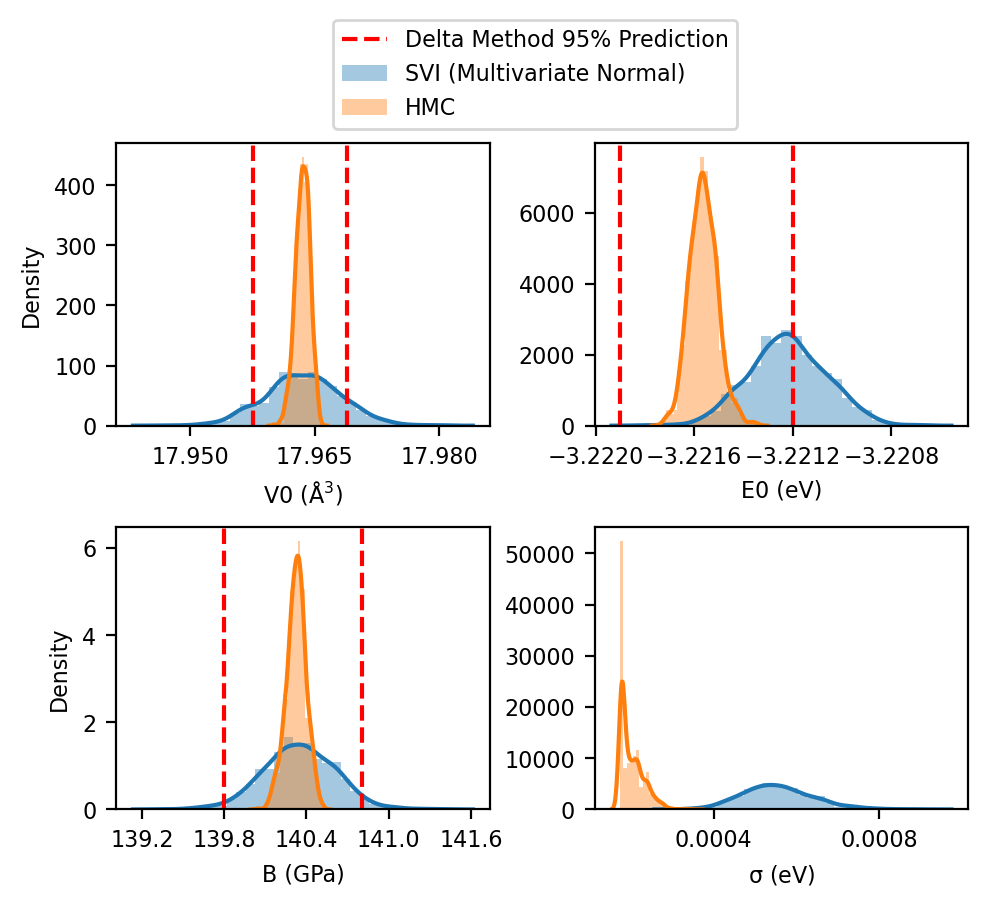 Delta Method 95% Prediction
SVI (Multivariate Normal)
HMC
400
300
200
100
0
Density
17.950 17.965 17.980
V0 (Å³)
6000
4000
2000
0
−3.2220 −3.2216 −3.2212 −3.2208
E0 (eV)
6
4
2
0
Density
139.2 139.8 140.4 141.0 141.6
B (GPa)
50000
40000
30000
20000
10000
0
0.0004 0.0008
σ (eV)